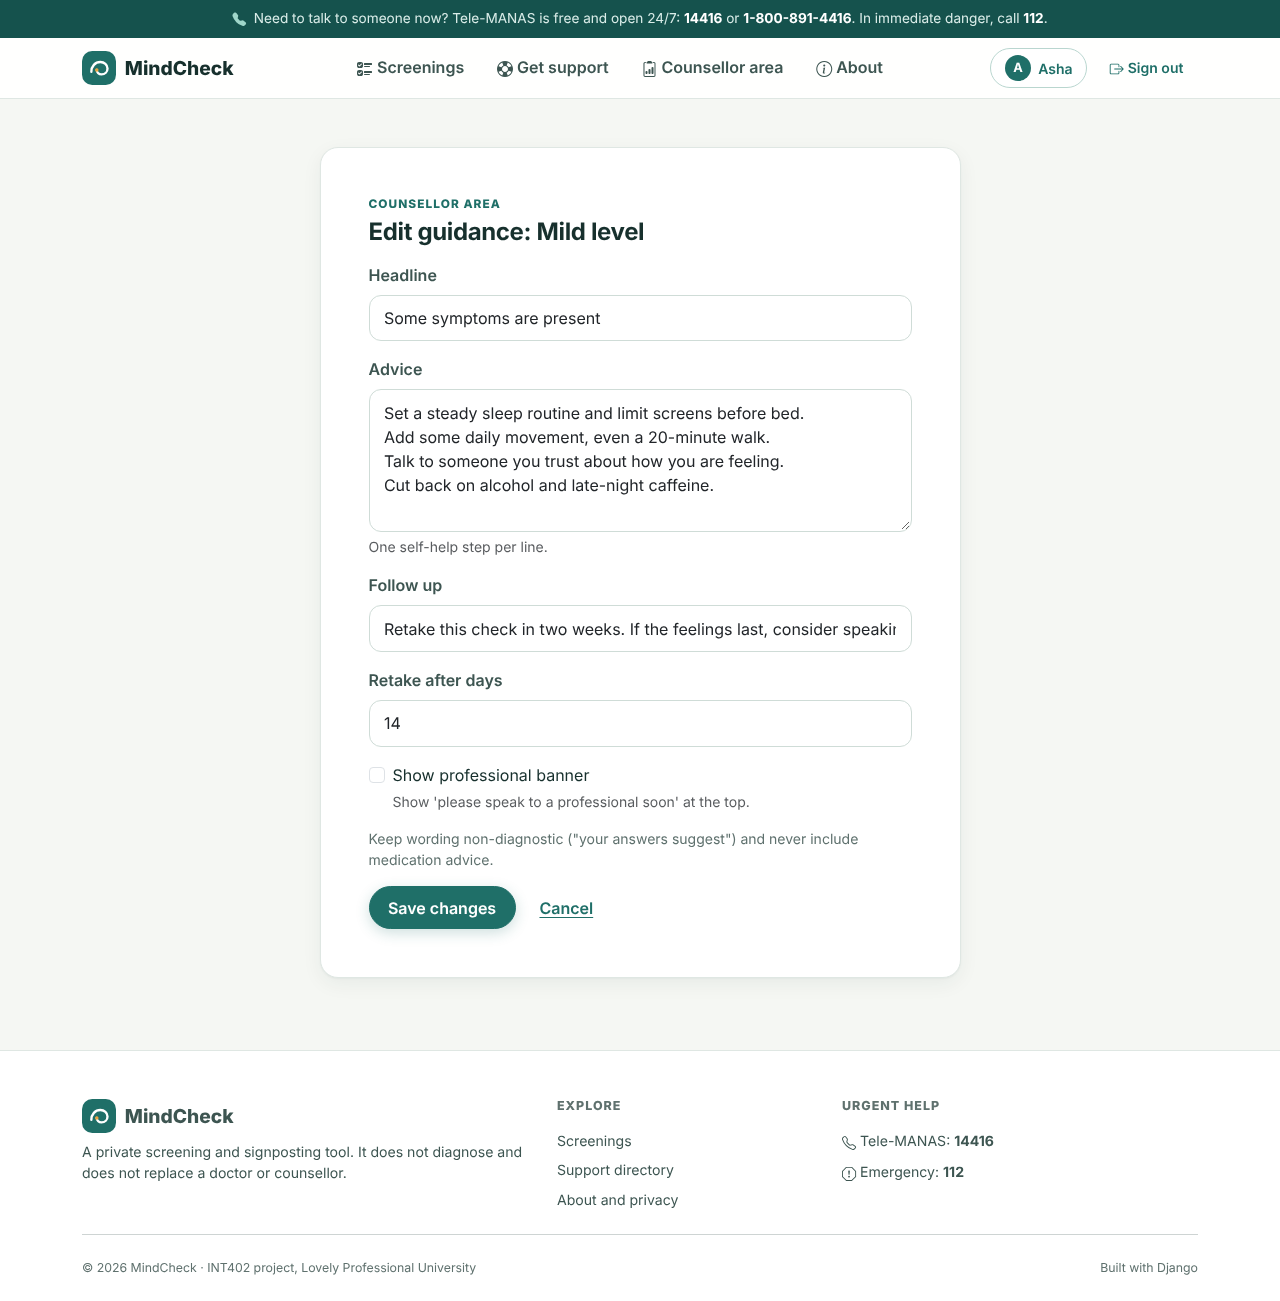 Need to talk to someone now? Tele-MANAS is free and open 24/7: 14416 or 1-800-891-4416. In immediate danger, call 112.
MindCheck
Screenings
Get support
Counsellor area
About
A Asha
Sign out
COUNSELLOR AREA
Edit guidance: Mild level
Headline
Some symptoms are present
Advice
Set a steady sleep routine and limit screens before bed.
Add some daily movement, even a 20-minute walk.
Talk to someone you trust about how you are feeling.
Cut back on alcohol and late-night caffeine.
One self-help step per line.
Follow up
Retake this check in two weeks. If the feelings last, consider
Retake after days
14
Show professional banner
Show 'please speak to a professional soon' at the top.
Keep wording non-diagnostic ("your answers suggest") and never include
medication advice.
Save changes
Cancel
MindCheck
A private screening and signposting tool. It does not diagnose and
does not replace a doctor or counsellor.
EXPLORE
Screenings
Support directory
About and privacy
URGENT HELP
Tele-MANAS: 14416
Emergency: 112
© 2026 MindCheck · INT402 project, Lovely Professional University
Built with Django